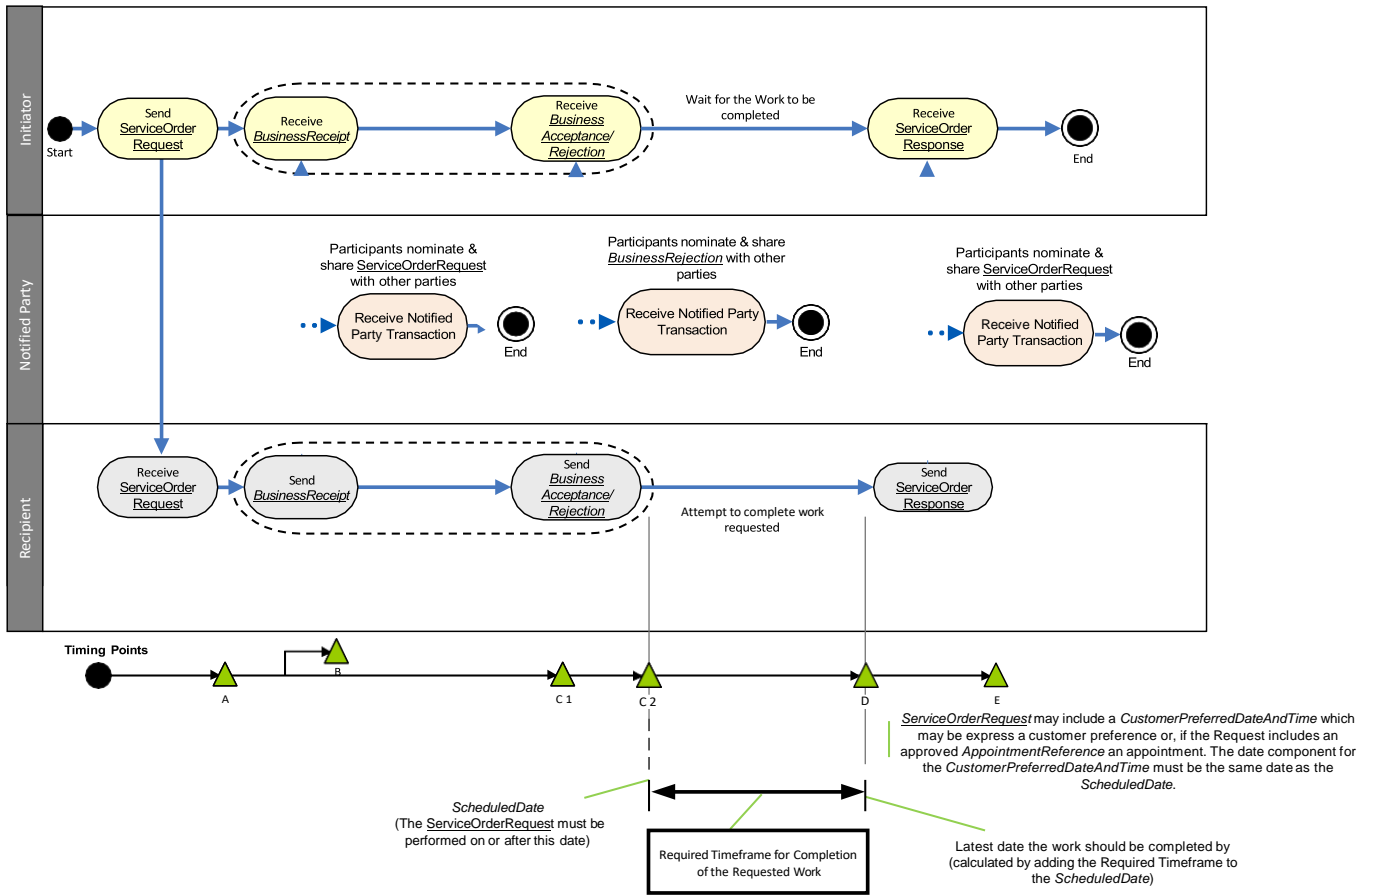 Initiator
Start
Send
ServiceOrder
Request
Receive
BusinessReceipt
Receive
Business
Acceptance/
Rejection
Wait for the Work to be
completed
Receive
ServiceOrder
Response
End
Notified Party
Participants nominate &
share ServiceOrderRequest
with other parties
Receive Notified
Party Transaction
End
Participants nominate & share
BusinessRejection with other
parties
Receive Notified Party
Transaction
End
Participants nominate &
share ServiceOrderRequest
with other parties
Receive Notified
Party Transaction
End
Recipient
Receive
ServiceOrder
Request
Send
BusinessReceipt
Send
Business
Acceptance/
Rejection
Attempt to complete work
requested
Send
ServiceOrder
Response
Timing Points
A
B
C 1
C 2
D
E
ServiceOrderRequest may include a CustomerPreferredDateAndTime which
may be express a customer preference or, if the Request includes an
approved AppointmentReference an appointment. The date component for
the CustomerPreferredDateAndTime must be the same date as the
ScheduledDate.
ScheduledDate
(The ServiceOrderRequest must be
performed on or after this date)
Required Timeframe for Completion
of the Requested Work
Latest date the work should be completed by
(calculated by adding the Required Timeframe to
the ScheduledDate)